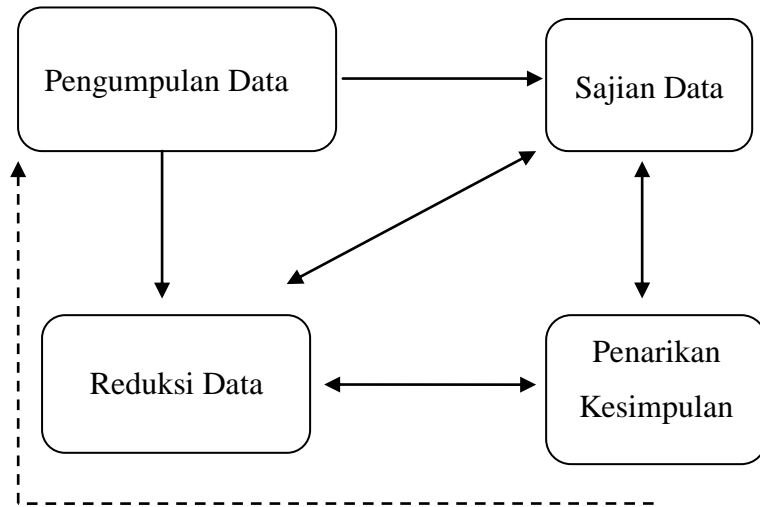 Pengumpulan Data
Sajian Data
Reduksi Data
Penarikan
Kesimpulan